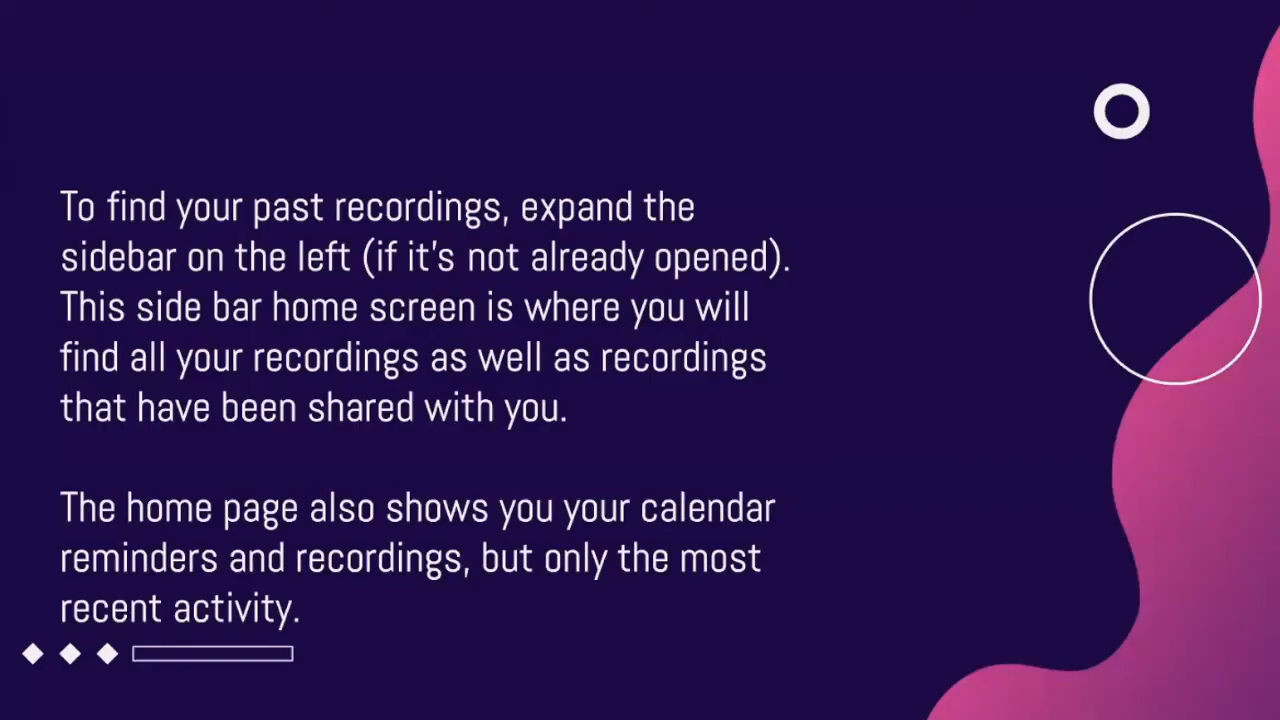 To find your past recordings, expand the
sidebar on the left (if it's not already opened).
This side bar home screen is where you will
find all your recordings as well as recordings
that have been shared with you.
The home page also shows you your calendar
reminders and recordings, but only the most
recent activity.